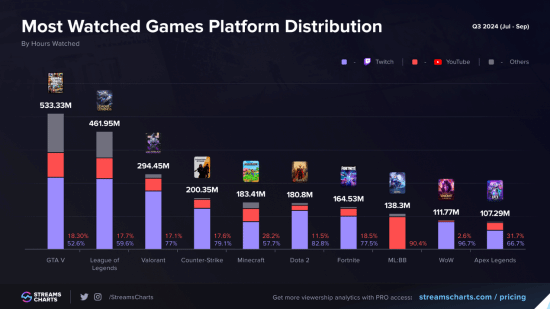 Most Watched Games Platform Distribution
Q3 2024 (Jul - Sep)
By Hours Watched
- Twitch | - YouTube | - Others
533.33M
461.95M
294.45M
200.35M
183.41M
180.8M
164.53M
138.3M
111.77M
107.29M
18.30% 17.7% 17.1% 17.6% 28.2% 11.5% 18.5% 90.4% 2.6% 31.7%
52.6% 59.6% 77% 79.1% 57.7% 82.8% 77.5% 96.7% 66.7%
GTA V
League of
Legends
Valorant
Counter-Strike
Minecraft
Dota 2
Fortnite
ML:BB
WoW
Apex Legends
STREAMS
CHARTS
/StreamsCharts
Get more viewership analytics with PRO access: streamscharts.com / pricing